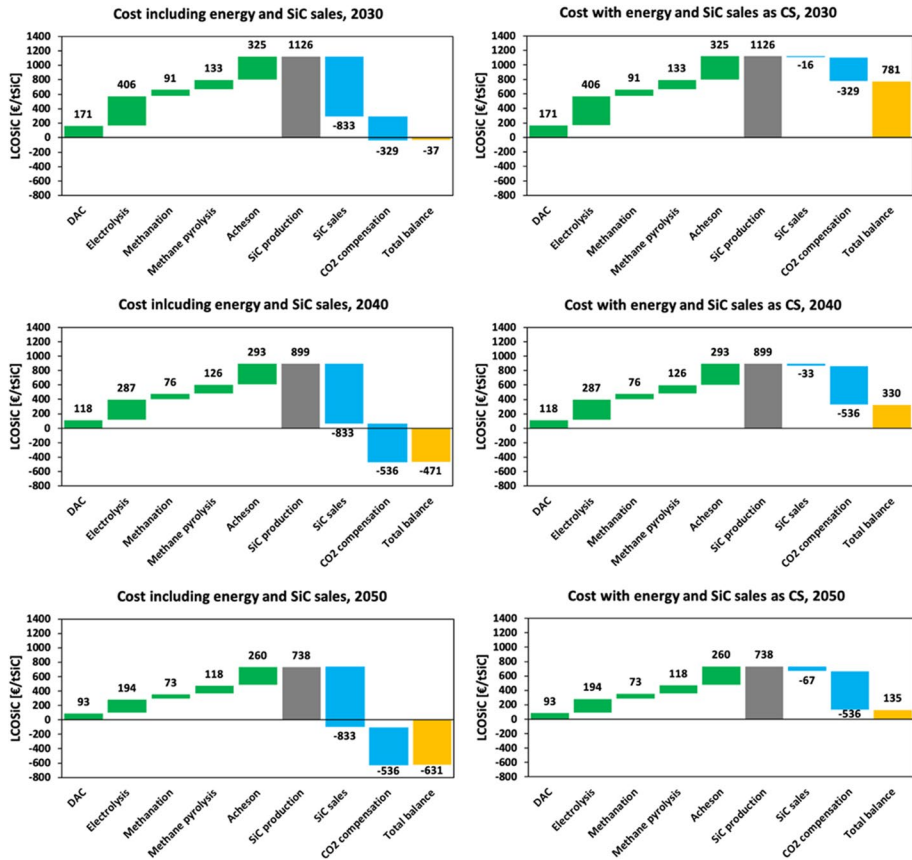 Cost including energy and SiC sales, 2030
LCOSiC [€/tSiC]
1400
1200
1000
800
600
400
200
0
-200
-400
-600
-800
171
406
91
133
325
1126
-833
-329
-37
DAC
Electrolysis
Methanation
Methane pyrolysis
Acheson
SiC production
SiC sales
CO2 compensation
Total balance
Cost with energy and SiC sales as CS, 2030
LCOSiC [€/tSiC]
1400
1200
1000
800
600
400
200
0
-200
-400
-600
-800
171
406
91
133
325
1126
-16
-329
781
DAC
Electrolysis
Methanation
Methane pyrolysis
Acheson
SiC production
SiC sales
CO2 compensation
Total balance
Cost inlcuding energy and SiC sales, 2040
LCOSiC [€/tSiC]
1400
1200
1000
800
600
400
200
0
-200
-400
-600
-800
118
287
76
126
293
899
-833
-536
-471
DAC
Electrolysis
Methanation
Methane pyrolysis
Acheson
SiC production
SiC sales
CO2 compensation
Total balance
Cost with energy and SiC sales as CS, 2040
LCOSiC [€/tSiC]
1400
1200
1000
800
600
400
200
0
-200
-400
-600
-800
118
287
76
126
293
899
-33
-536
330
DAC
Electrolysis
Methanation
Methane pyrolysis
Acheson
SiC production
SiC sales
CO2 compensation
Total balance
Cost including energy and SiC sales, 2050
LCOSiC [€/tSiC]
1400
1200
1000
800
600
400
200
0
-200
-400
-600
-800
93
194
73
118
260
738
-833
-536
-631
DAC
Electrolysis
Methanation
Methane pyrolysis
Acheson
SiC production
SiC sales
CO2 compensation
Total balance
Cost with energy and SiC sales as CS, 2050
LCOSiC [€/tSiC]
1400
1200
1000
800
600
400
200
0
-200
-400
-600
-800
93
194
73
118
260
738
-67
-536
135
DAC
Electrolysis
Methanation
Methane pyrolysis
Acheson
SiC production
SiC sales
CO2 compensation
Total balance